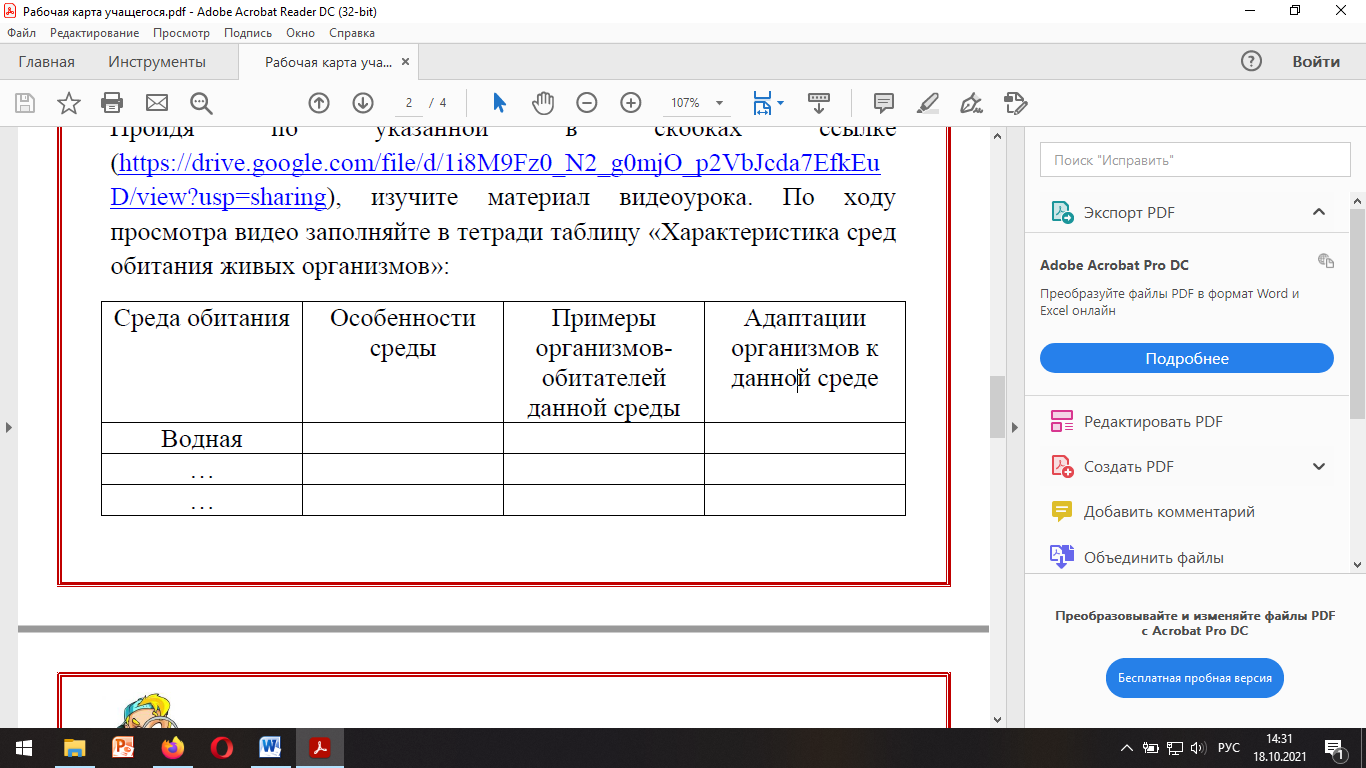 Рабочая карта учащегося.pdf - Adobe Acrobat Reader DC (32-bit)
Файл Редактирование Просмотр Подпись Окно Справка
Главная Инструменты Рабочая карта уча... × ? Войти
2 / 4 107%
Пройдя по указанной в скобках ссылке
(https://drive.google.com/file/d/1i8M9Fz0_N2_g0mjO_p2VbJcda7EfkEu
D/view?usp=sharing), изучите материал видеоурока. По ходу
просмотра видео заполняйте в тетради таблицу «Характеристика сред
обитания живых организмов»:
Среда обитания
Особенности
среды
Примеры
организмов-
обитателей
данной среды
Адаптации
организмов к
данной среде
Водная
…
…
Поиск "Исправить"
Экспорт PDF
Adobe Acrobat Pro DC
Преобразуйте файлы PDF в формат Word и
Excel онлайн
Подробнее
Редактировать PDF
Создать PDF
Добавить комментарий
Объединить файлы
Преобразовывайте и изменяйте файлы PDF
с Acrobat Pro DC
Бесплатная пробная версия
РУС
14:31
18.10.2021
1